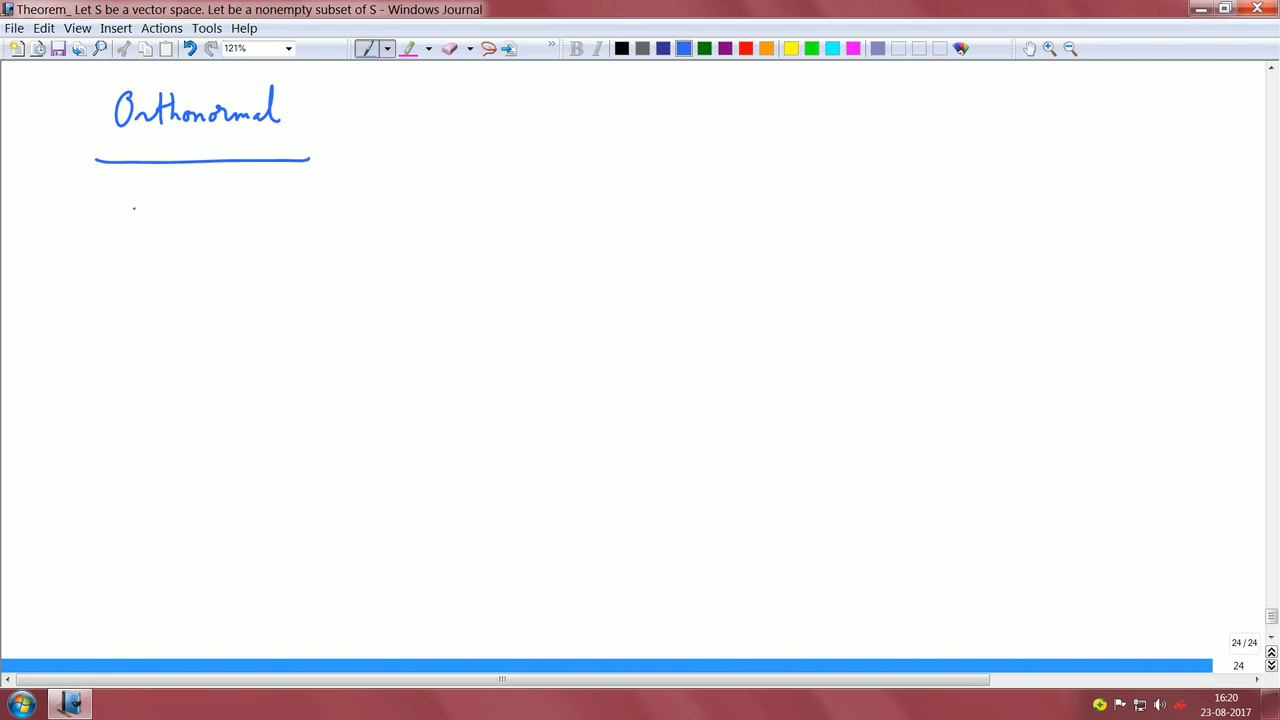 Theorem_ Let S be a vector space. Let be a nonempty subset of S - Windows Journal
File Edit View Insert Actions Tools Help
121%
B I
Orthonormal
24 / 24
24
16:20
23-08-2017